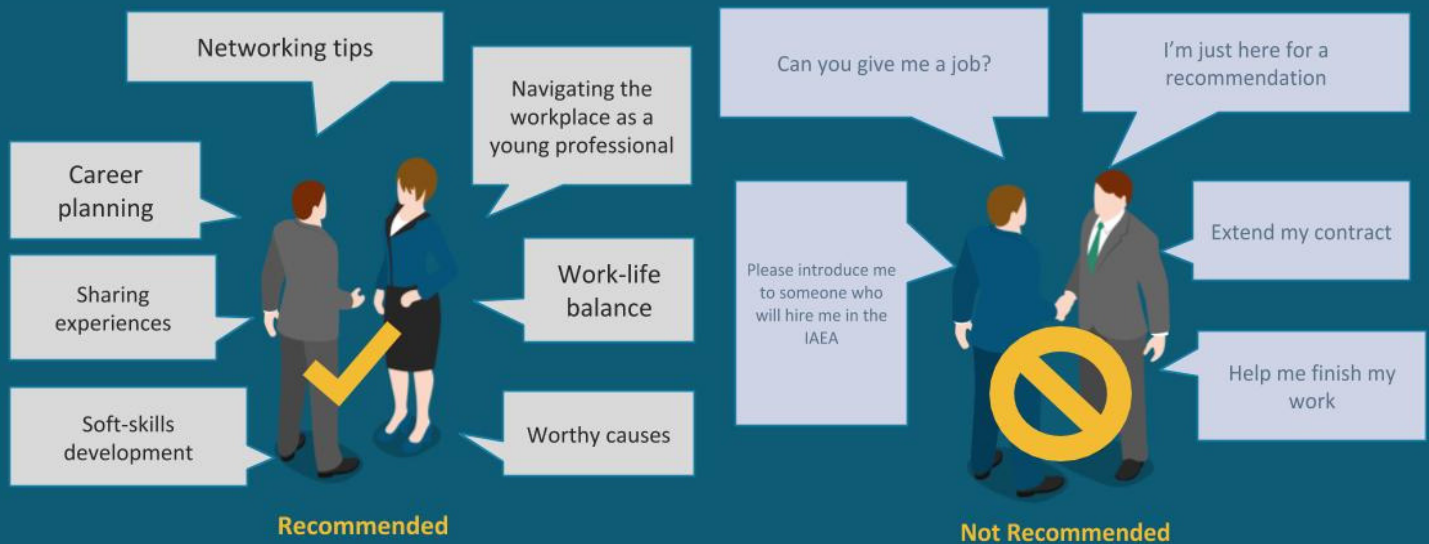 Networking tips
Navigating the
workplace as a
young professional
Career
planning
Sharing
experiences
Work-life
balance
Soft-skills
development
Worthy causes
Recommended
Can you give me a job?
I'm just here for a
recommendation
Please introduce me
to someone who
will hire me in the
IAEA
Extend my contract
Help me finish my
work
Not Recommended